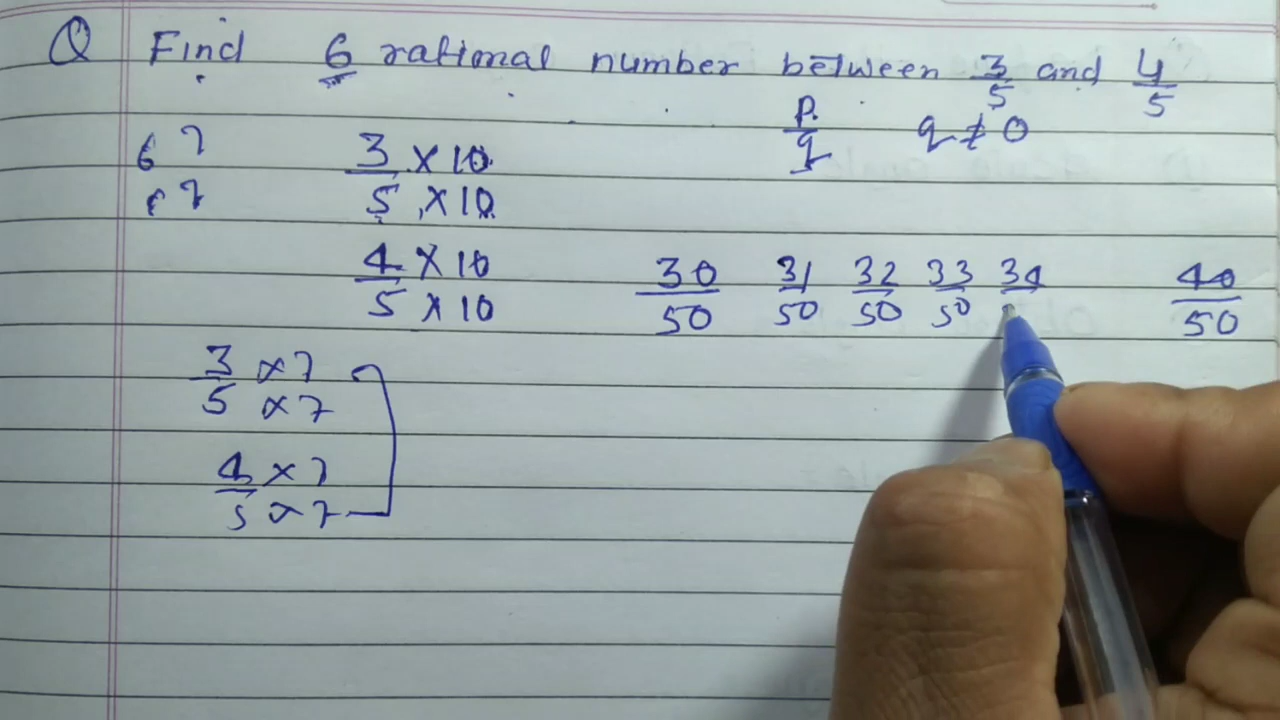 Q Find 6 rational number between 3/5 and 4/5
p/q q ≠ 0
6 7
7
3 × 10
5 × 10
4 × 10
5 × 10
30/50 31/50 32/50 33/50 34 40/50
3 × 7
5 × 7
4 × 7
5 × 7